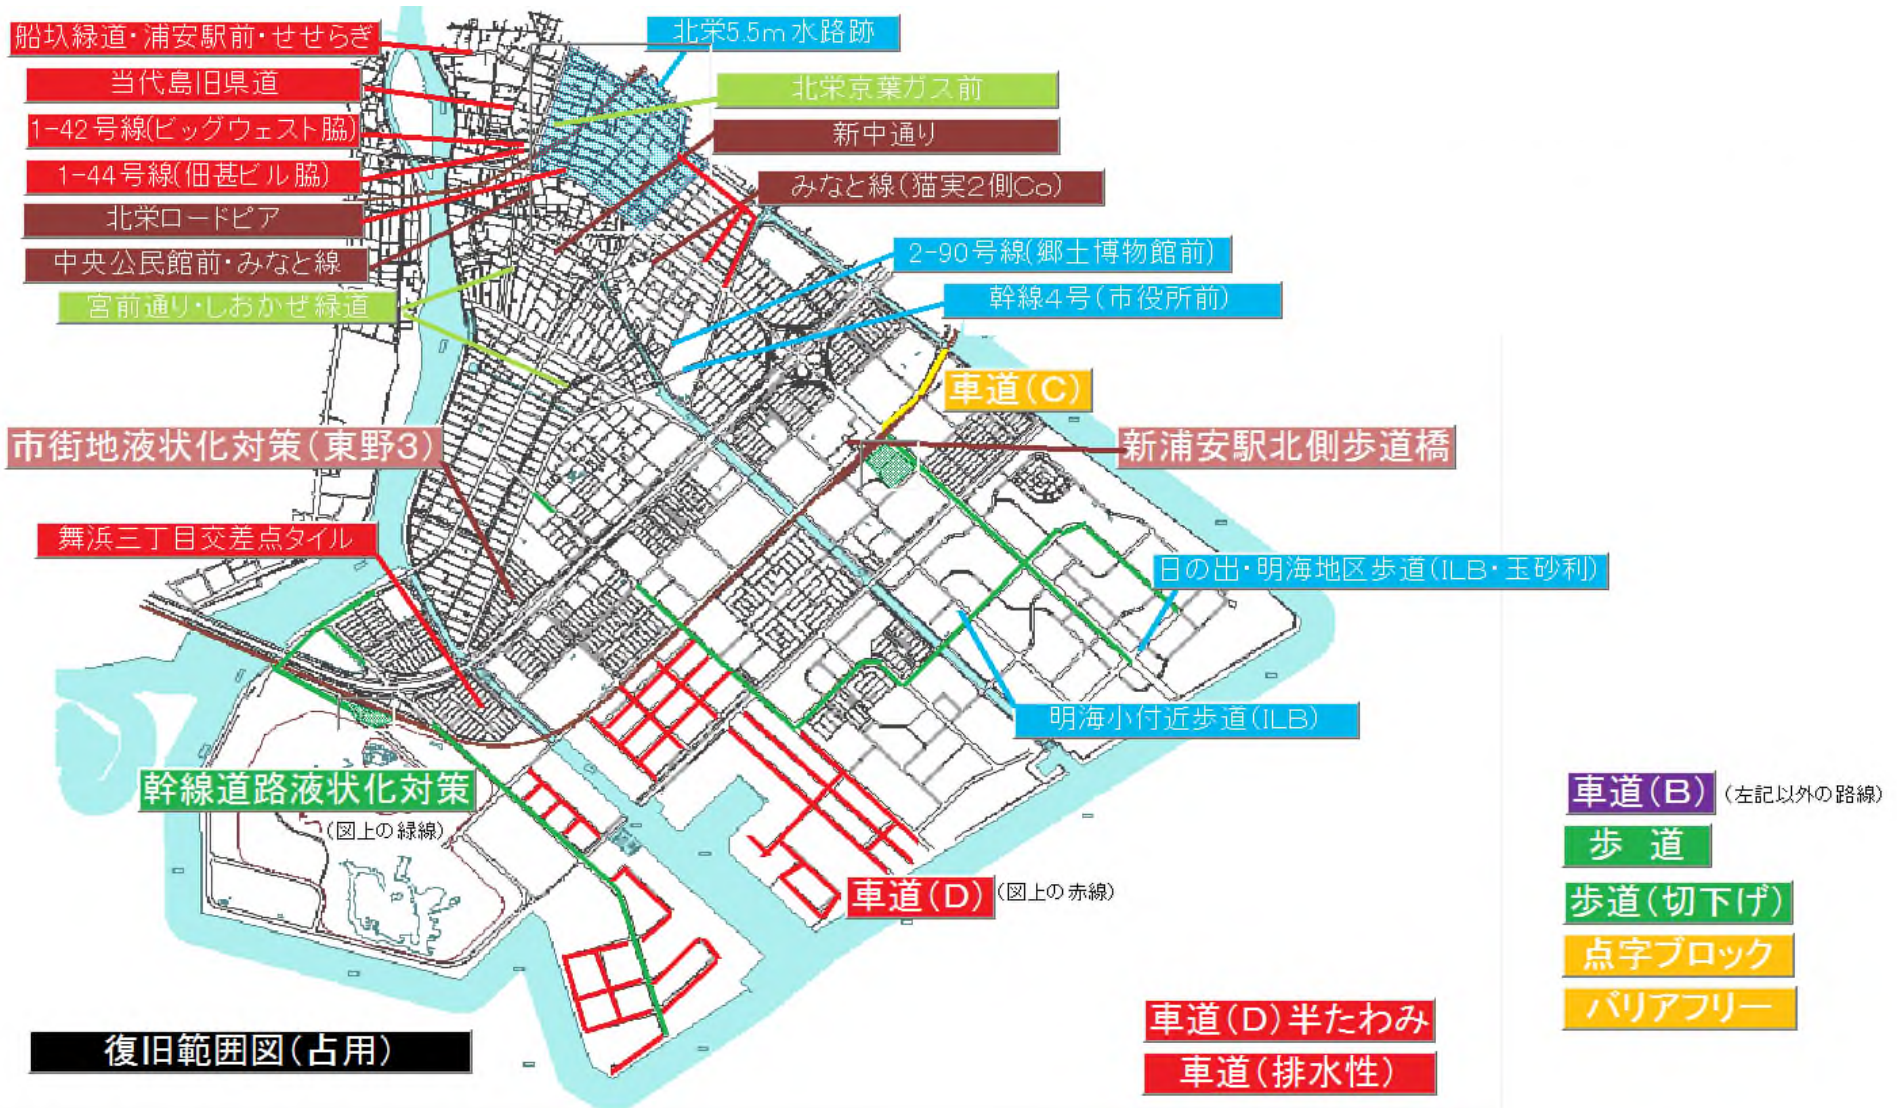 船圦緑道・浦安駅前・せせらぎ
北栄5.5m水路跡
当代島旧県道
北栄京葉ガス前
1-42号線(ビッグウェスト脇)
新中通り
1-44号線(佃甚ビル脇)
みなと線(猫実2側Co)
北栄ロードピア
2-90号線(郷土博物館前)
中央公民館前・みなと線
幹線4号(市役所前)
宮前通り・しおかぜ緑道
車道(C)
市街地液状化対策(東野3)
新浦安駅北側歩道橋
舞浜三丁目交差点タイル
日の出・明海地区歩道(ILB・玉砂利)
明海小付近歩道(ILB)
幹線道路液状化対策
(図上の緑線)
車道(B) (左記以外の路線)
歩 道
車道(D) (図上の赤線)
歩道(切下げ)
点字ブロック
バリアフリー
車道(D)半たわみ
復旧範囲図(占用)
車道(排水性)